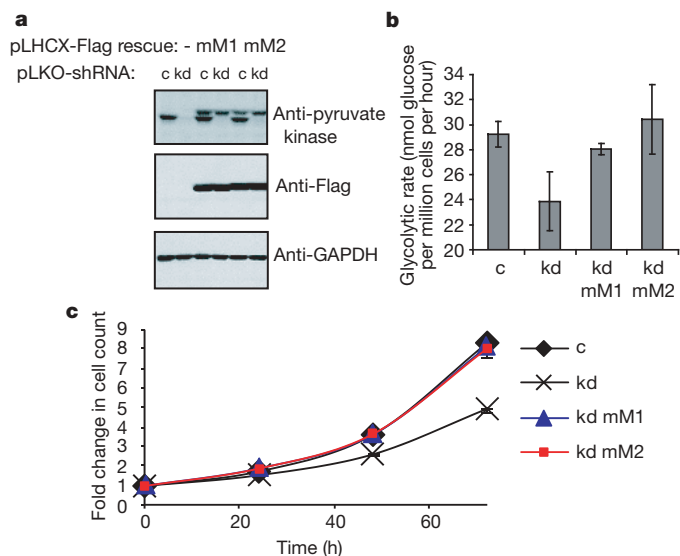 a
pLHCX-Flag rescue: - mM1 mM2
pLKO-shRNA: c kd c kd c kd
Anti-pyruvate
kinase
Anti-Flag
Anti-GAPDH
b
Glycolytic rate (nmol glucose
per million cells per hour)
34
32
30
28
26
24
22
20
c
kd
kd
mM1
kd
mM2
c
Fold change in cell count
9
8
7
6
5
4
3
2
1
0
0
20
40
60
Time (h)
c
kd
kd mM1
kd mM2